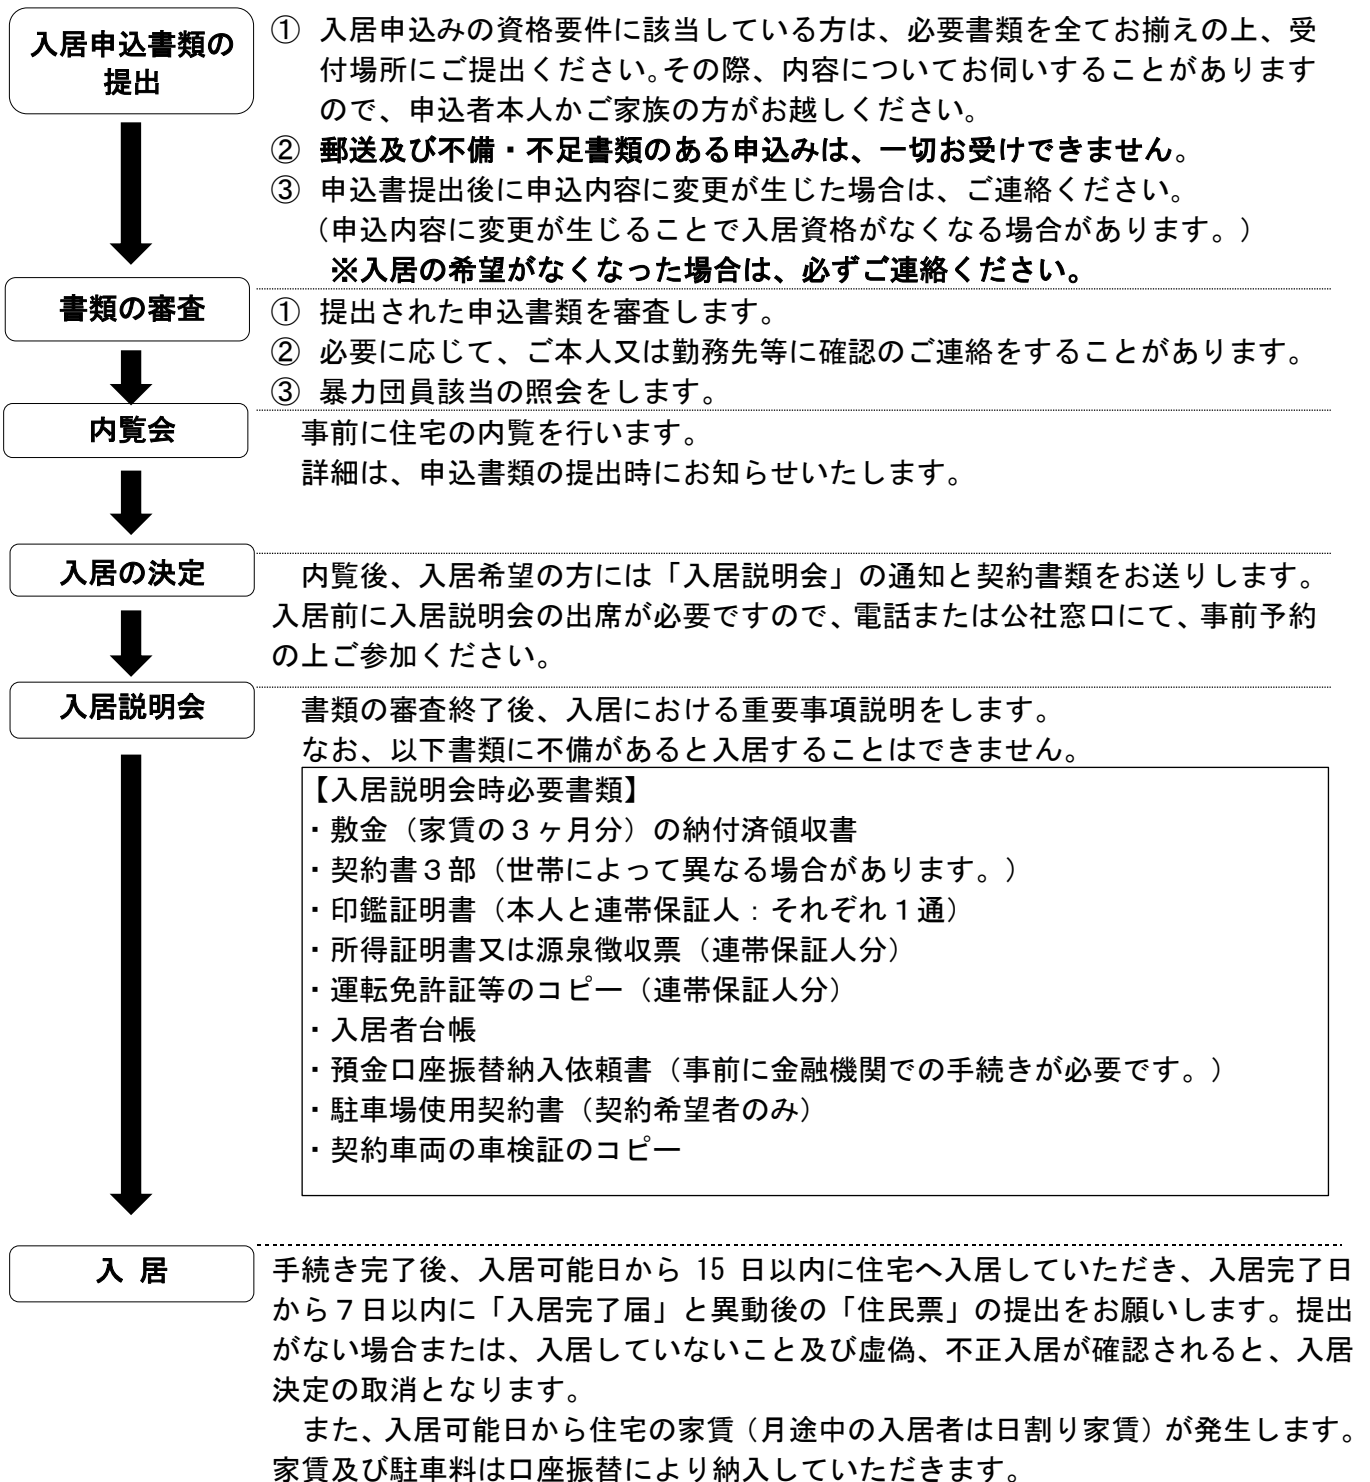 入居申込書類の
提出
① 入居申込みの資格要件に該当している方は、必要書類を全てお揃えの上、受
付場所にご提出ください。その際、内容についてお伺いすることがあります
ので、申込者本人かご家族の方がお越しください。
② 郵送及び不備・不足書類のある申込みは、一切お受けできません。
③ 申込書提出後に申込内容に変更が生じた場合は、ご連絡ください。
（申込内容に変更が生じることで入居資格がなくなる場合があります。）
※入居の希望がなくなった場合は、必ずご連絡ください。
書類の審査
① 提出された申込書類を審査します。
② 必要に応じて、ご本人又は勤務先等に確認のご連絡をすることがあります。
③ 暴力団員該当の照会をします。
内覧会
事前に住宅の内覧を行います。
詳細は、申込書類の提出時にお知らせいたします。
入居の決定
内覧後、入居希望の方には「入居説明会」の通知と契約書類をお送りします。
入居前に入居説明会の出席が必要ですので、電話または公社窓口にて、事前予約
の上ご参加ください。
入居説明会
書類の審査終了後、入居における重要事項説明をします。
なお、以下書類に不備があると入居することはできません。
【入居説明会時必要書類】
・敷金（家賃の３ヶ月分）の納付済領収書
・契約書３部（世帯によって異なる場合があります。）
・印鑑証明書（本人と連帯保証人：それぞれ１通）
・所得証明書又は源泉徴収票（連帯保証人分）
・運転免許証等のコピー（連帯保証人分）
・入居者台帳
・預金口座振替納入依頼書（事前に金融機関での手続きが必要です。）
・駐車場使用契約書（契約希望者のみ）
・契約車両の車検証のコピー
入 居
手続き完了後、入居可能日から 15 日以内に住宅へ入居していただき、入居完了日
から７日以内に「入居完了届」と異動後の「住民票」の提出をお願いします。提出
がない場合または、入居していないこと及び虚偽、不正入居が確認されると、入居
決定の取消となります。
また、入居可能日から住宅の家賃（月途中の入居者は日割り家賃）が発生します。
家賃及び駐車料は口座振替により納入していただきます。